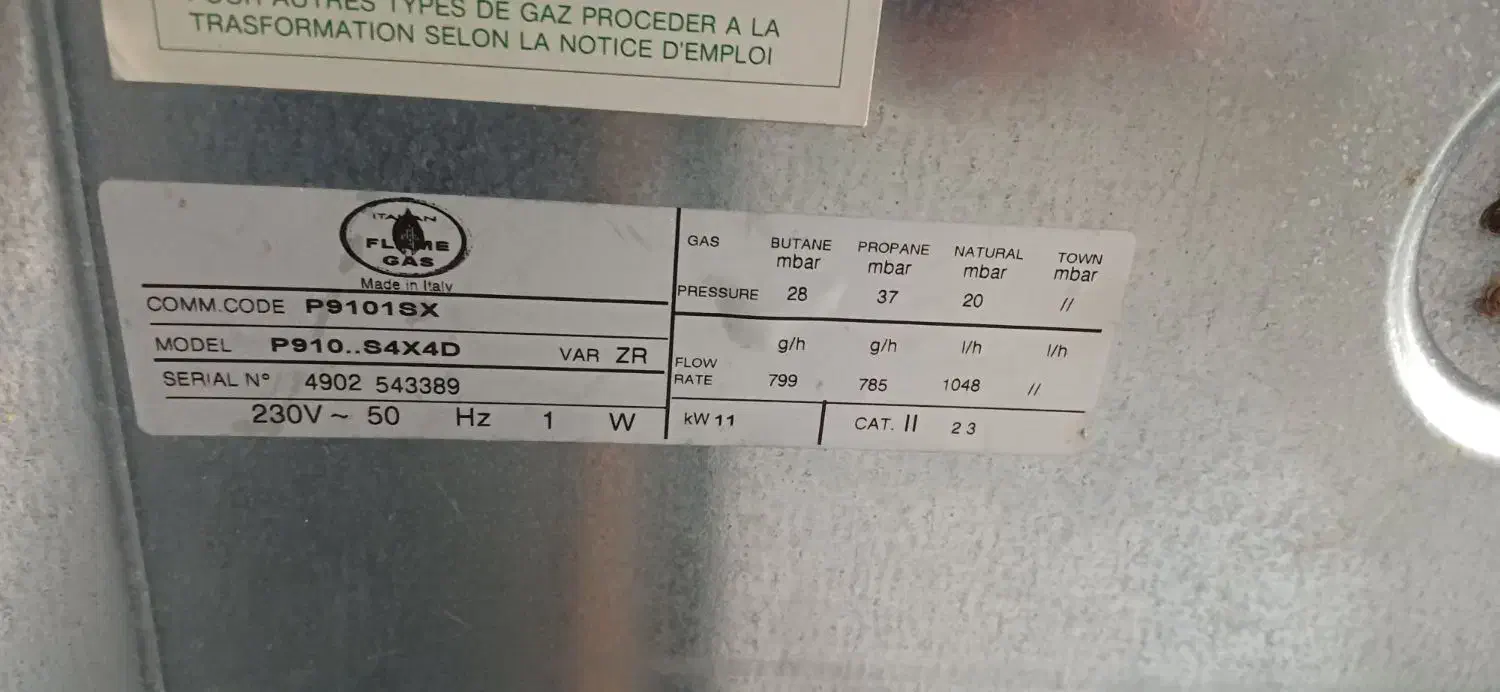 AUTRES TYPES DE GAZ PROCEDER A LA
TRASFORMATION SELON LA NOTICE D'EMPLOI
ITALIAN
FLAME
GAS
Made in Italy
COMM.CODE P9101SX
MODEL P910..S4X4D VAR ZR
SERIAL N° 4902 543389
230V ~ 50 Hz 1 W
GAS BUTANE PROPANE NATURAL TOWN
mbar mbar mbar mbar
PRESSURE 28 37 20 //
g/h g/h l/h l/h
FLOW
RATE 799 785 1048 //
kW 11 CAT. II 2 3